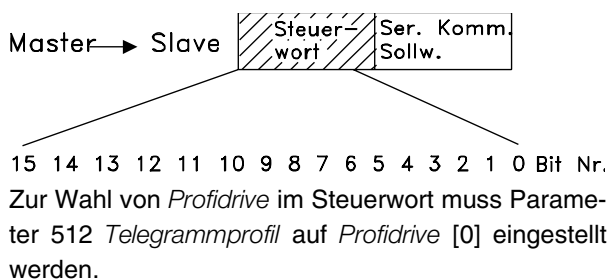 Master → Slave Steuer- Ser. Komm.
wort Sollw.
15 14 13 12 11 10 9 8 7 6 5 4 3 2 1 0 Bit Nr.
Zur Wahl von Profidrive im Steuerwort muss Parame-
ter 512 Telegrammprofil auf Profidrive [0] eingestellt
werden.